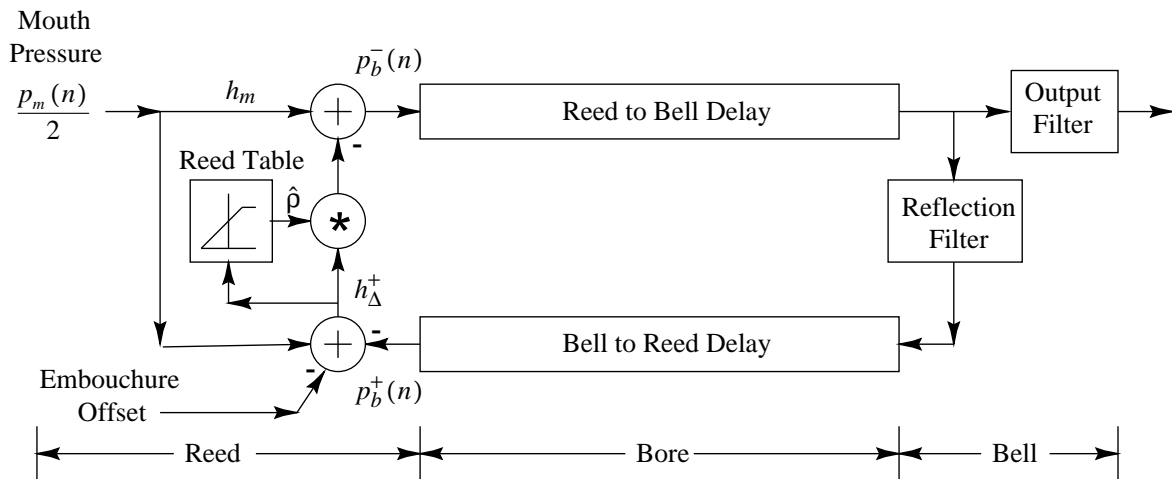 Mouth
Pressure
p_m(n)
2
h_m
p_b^-(n)
+
-
Reed to Bell Delay
Output
Filter
Reed Table
ρ̂
*
Reflection
Filter
h_Δ^+
+
-
-
Bell to Reed Delay
Embouchure
Offset
p_b^+(n)
Reed
Bore
Bell